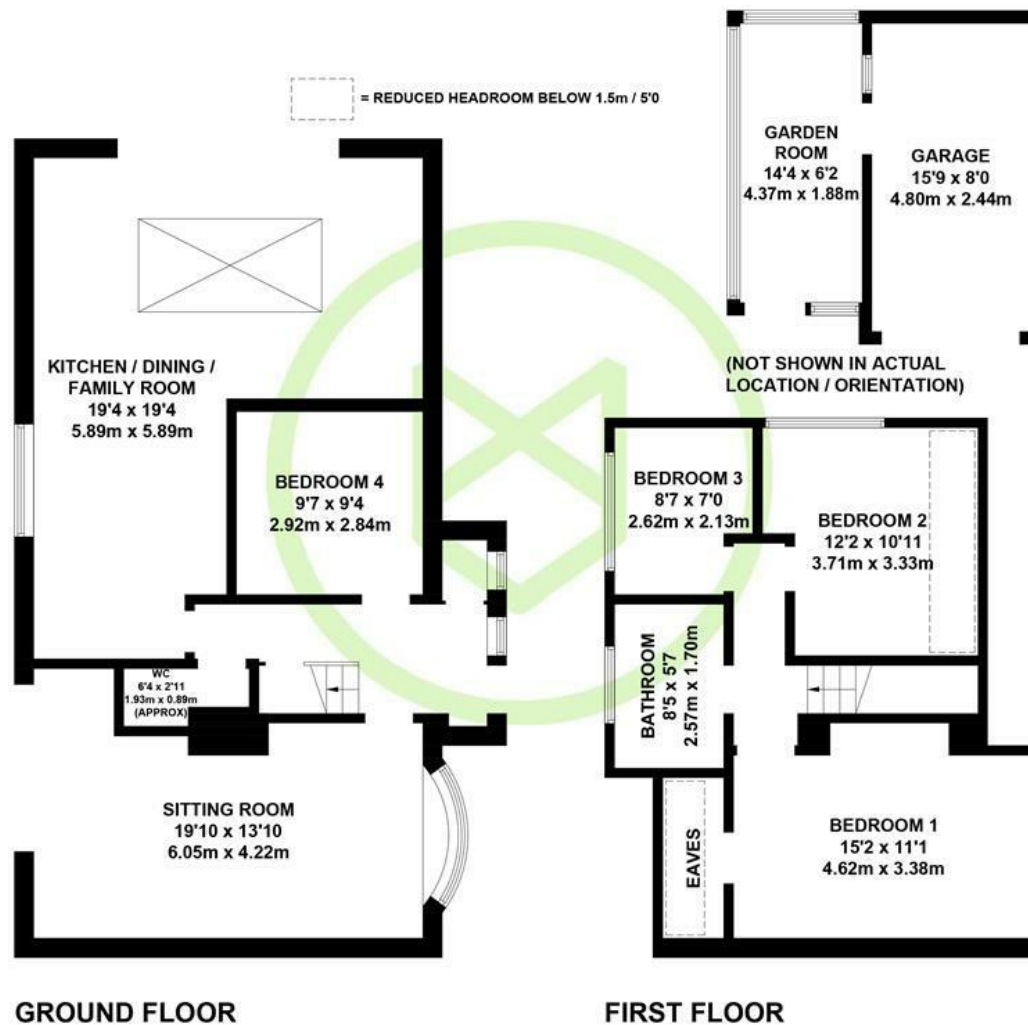 = REDUCED HEADROOM BELOW 1.5m / 5'0
GARDEN
ROOM
14'4 x 6'2
4.37m x 1.88m
GARAGE
15'9 x 8'0
4.80m x 2.44m
(NOT SHOWN IN ACTUAL
LOCATION / ORIENTATION)
KITCHEN / DINING /
FAMILY ROOM
19'4 x 19'4
5.89m x 5.89m
BEDROOM 4
9'7 x 9'4
2.92m x 2.84m
WC
6'4 x 2'11
1.93m x 0.89m
(APPROX)
SITTING ROOM
19'10 x 13'10
6.05m x 4.22m
BEDROOM 3
8'7 x 7'0
2.62m x 2.13m
BEDROOM 2
12'2 x 10'11
3.71m x 3.33m
BATHROOM
8'5 x 5'7
2.57m x 1.70m
EAVES
BEDROOM 1
15'2 x 11'1
4.62m x 3.38m
GROUND FLOOR
FIRST FLOOR